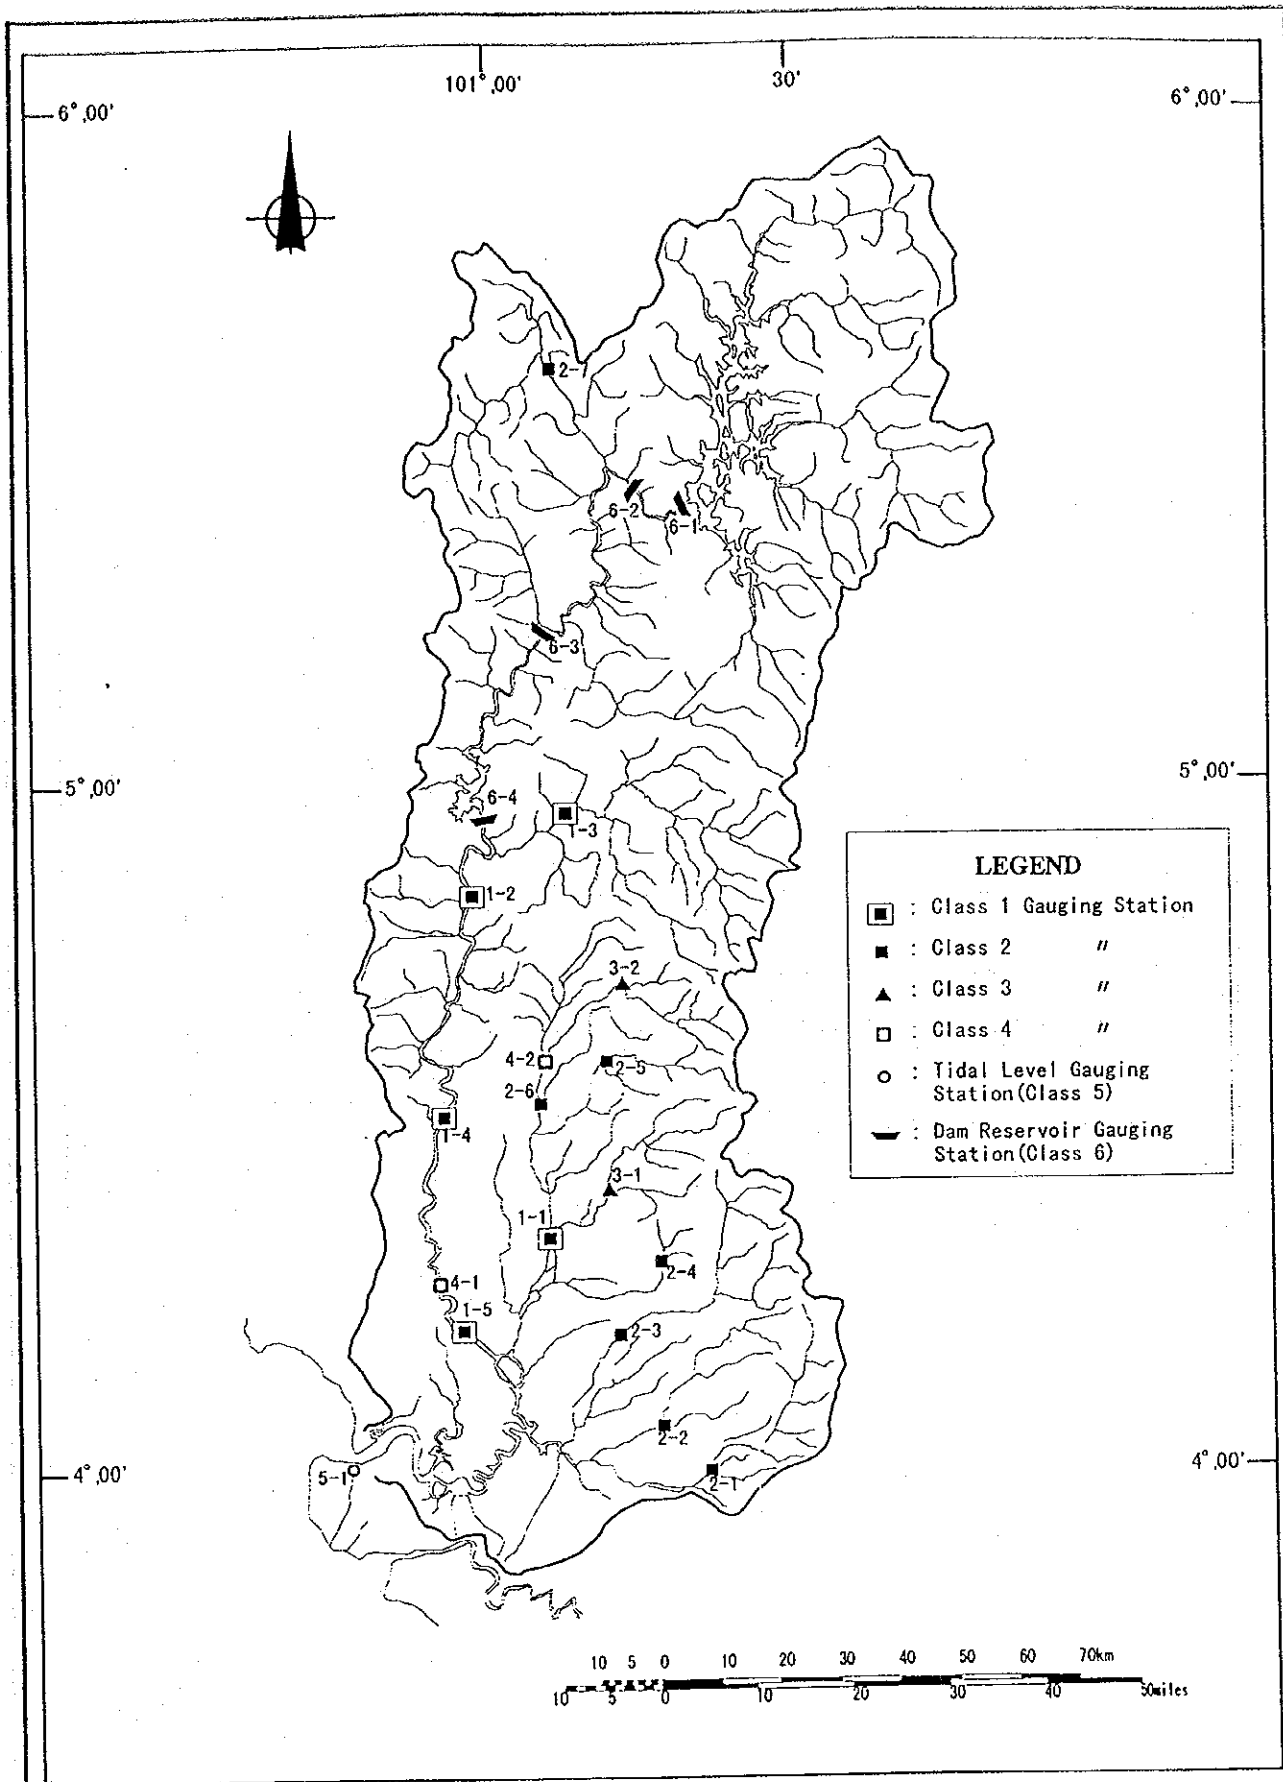 101°,00'
30'
6°,00'
6°,00'
2-
6-2
6-1
6-3
5°,00'
5°,00'
6-4
1-3
1-2
LEGEND
: Class 1 Gauging Station
: Class 2 〃
: Class 3 〃
: Class 4 〃
: Tidal Level Gauging
Station(Class 5)
: Dam Reservoir Gauging
Station(Class 6)
3-2
4-2
2-5
2-6
1-4
3-1
1-1
2-4
4-1
1-5
2-3
2-2
2-1
5-1
4°,00'
4°,00'
10 5 0 10 20 30 40 50 60 70km
10 5 0 10 20 30 40 50miles